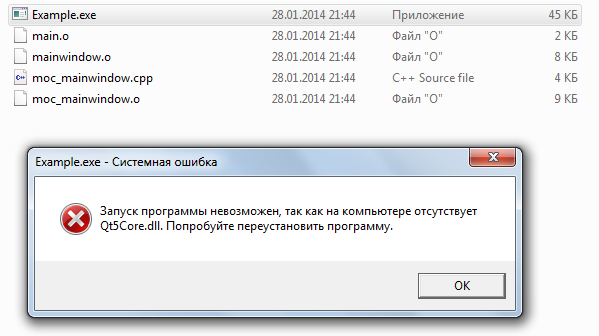 Example.exe 28.01.2014 21:44 Приложение 45 КБ
main.o 28.01.2014 21:44 Файл "O" 2 КБ
mainwindow.o 28.01.2014 21:44 Файл "O" 8 КБ
moc_mainwindow.cpp 28.01.2014 21:44 C++ Source file 4 КБ
moc_mainwindow.o 28.01.2014 21:44 Файл "O" 9 КБ
Example.exe - Системная ошибка
Запуск программы невозможен, так как на компьютере отсутствует
Qt5Core.dll. Попробуйте переустановить программу.
ОК